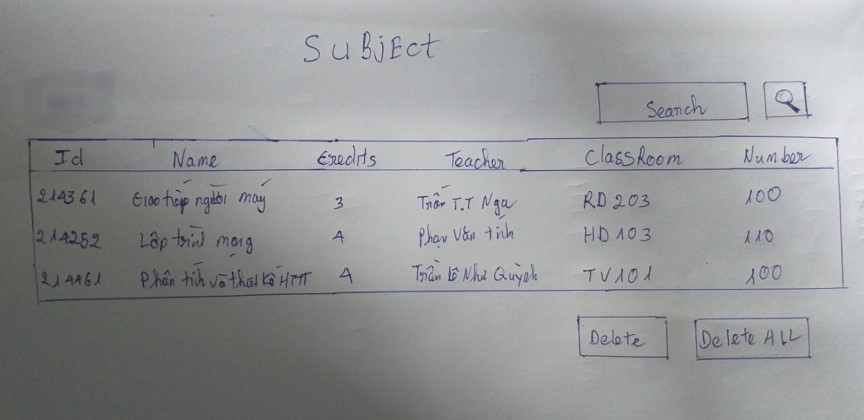 SUBjECt
Search
Id Name Credits Teacher ClassRoom Number
214361 Giao tiếp người máy 3 Trần T.T Nga RD 203 100
214252 Lập trình mạng 4 Phạn Văn tính HD 103 110
214461 Phân tích và thiết kế HTTT 4 Trần Lê Như Quỳnh TV101 100
Delete Delete ALL